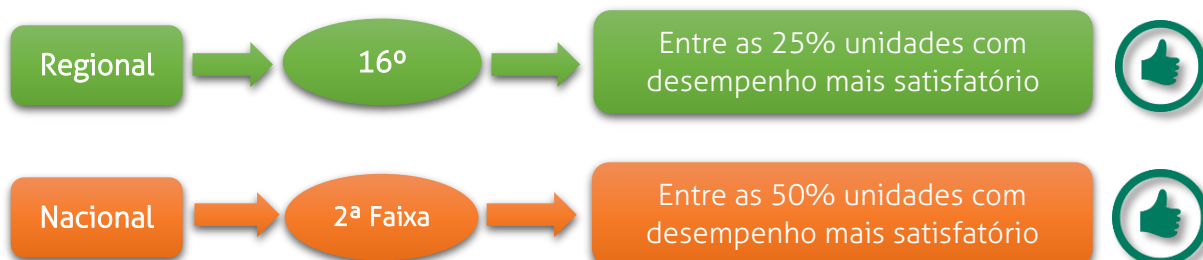 Regional
16º
Entre as 25% unidades com
desempenho mais satisfatório
Nacional
2ª Faixa
Entre as 50% unidades com
desempenho mais satisfatório